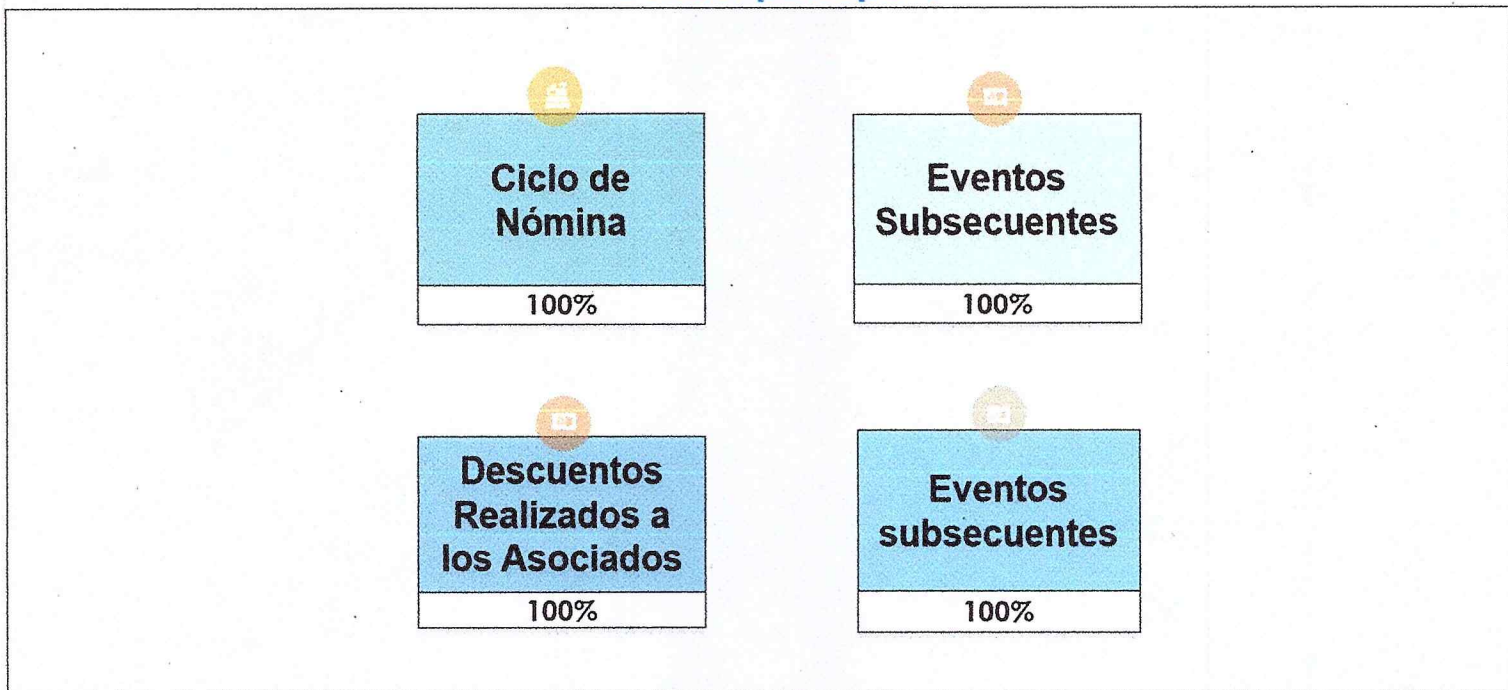 Ciclo de
Nómina
100%
Eventos
Subsecuentes
100%
Descuentos
Realizados a
los Asociados
100%
Eventos
subsecuentes
100%